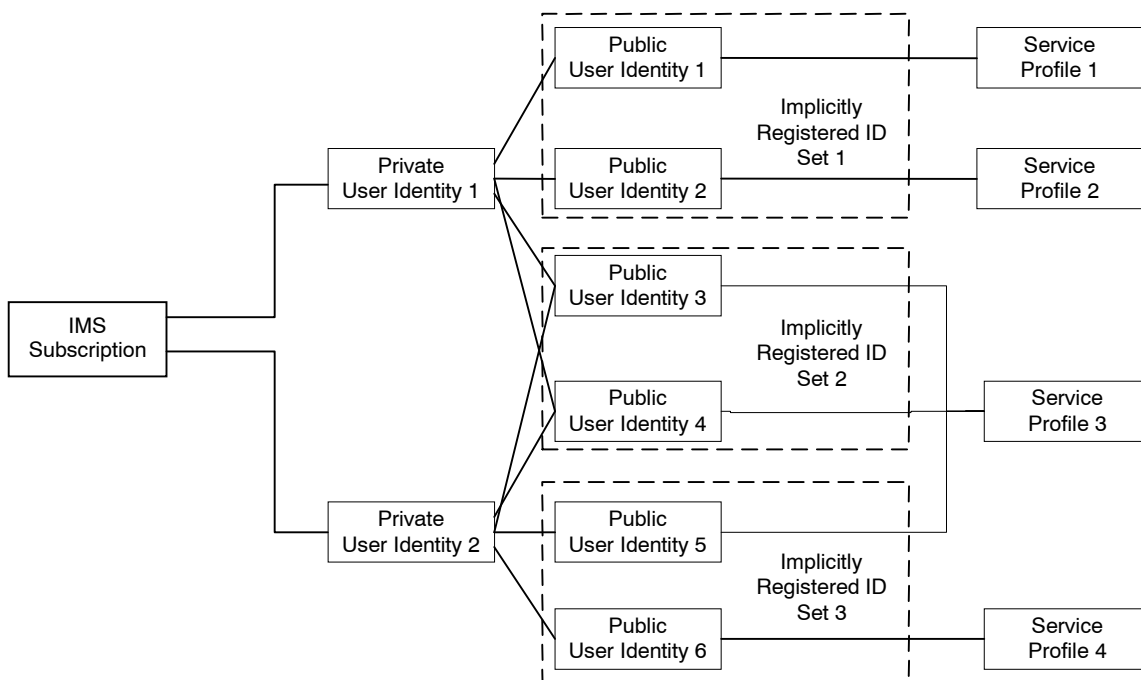 IMS
Subscription
Private
User Identity 1
Private
User Identity 2
Public
User Identity 1
Public
User Identity 2
Implicitly
Registered ID
Set 1
Public
User Identity 3
Public
User Identity 4
Implicitly
Registered ID
Set 2
Public
User Identity 5
Public
User Identity 6
Implicitly
Registered ID
Set 3
Service
Profile 1
Service
Profile 2
Service
Profile 3
Service
Profile 4